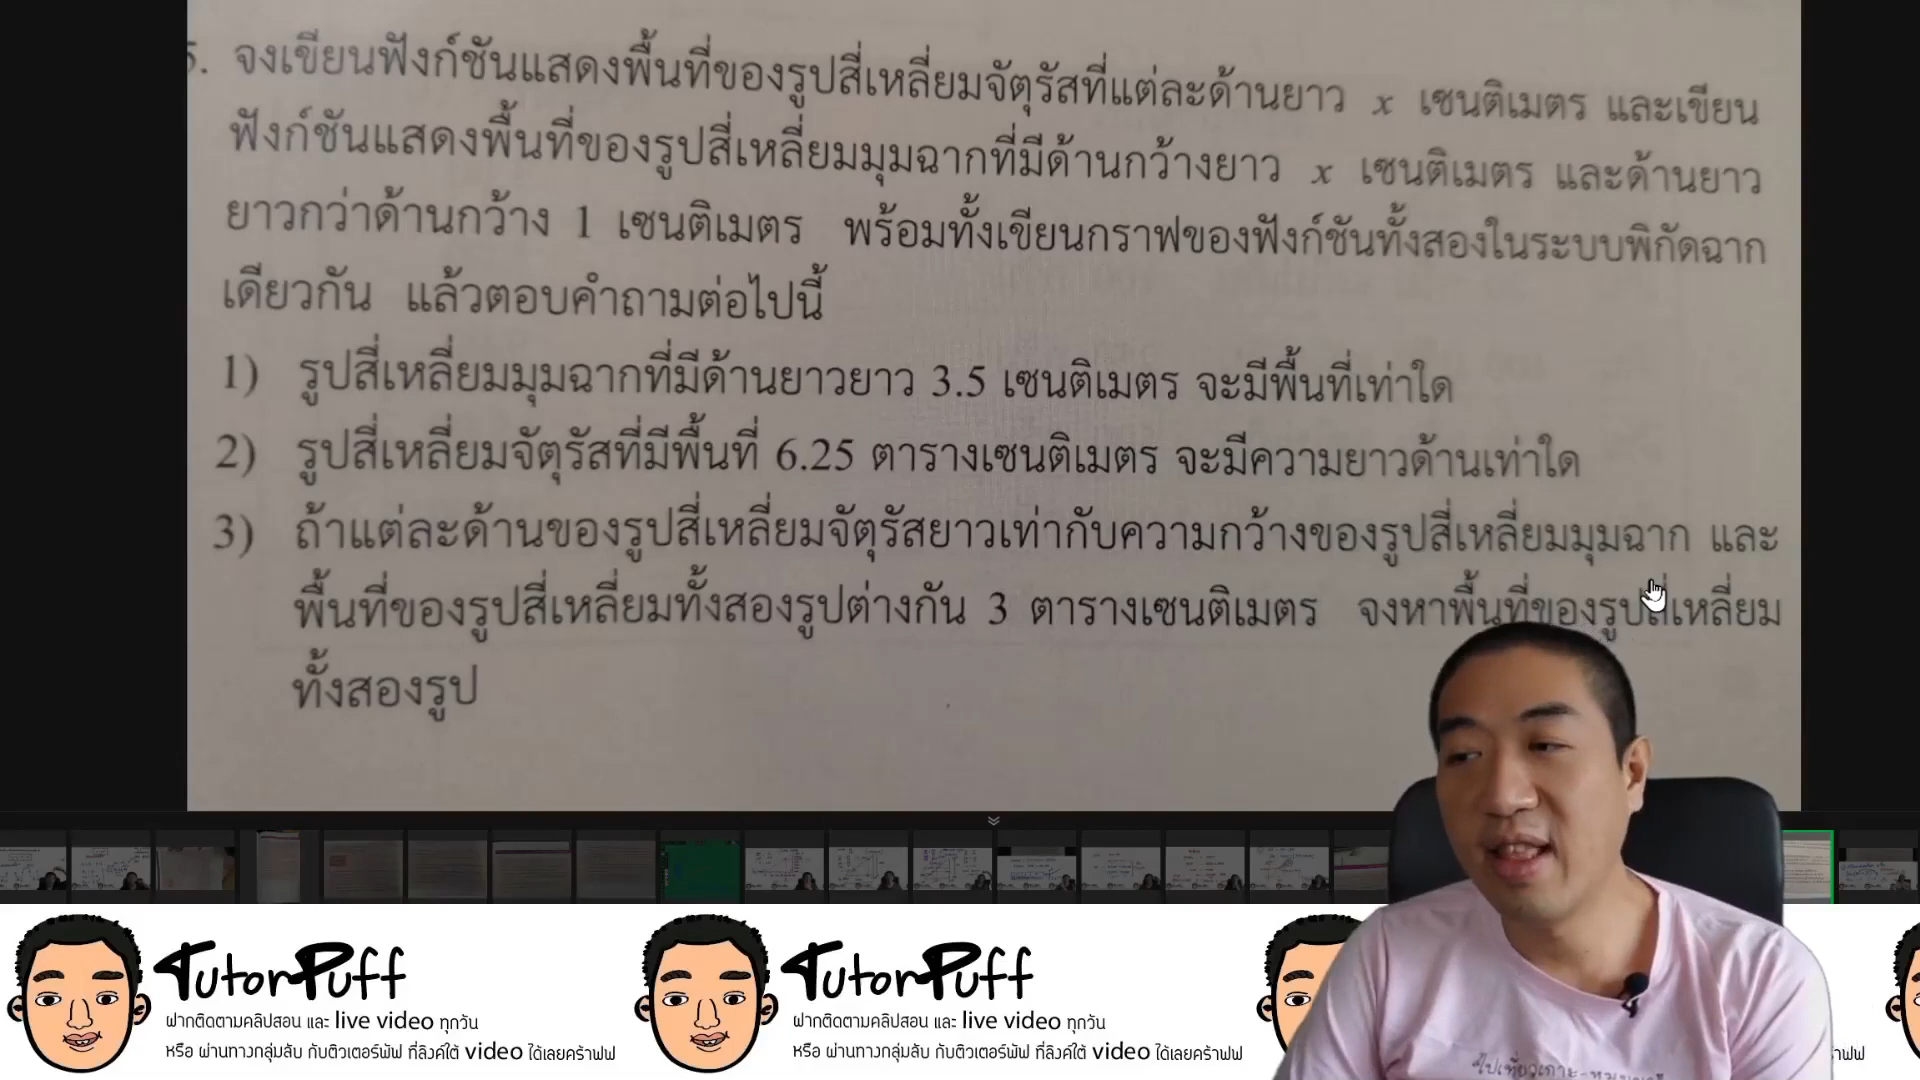 5. จงเขียนฟังก์ชันแสดงพื้นที่ของรูปสี่เหลี่ยมจัตุรัสที่แต่ละด้านยาว x เซนติเมตร และเขียน
ฟังก์ชันแสดงพื้นที่ของรูปสี่เหลี่ยมมุมฉากที่มีด้านกว้างยาว x เซนติเมตร และด้านยาว
ยาวกว่าด้านกว้าง 1 เซนติเมตร พร้อมทั้งเขียนกราฟของฟังก์ชันทั้งสองในระบบพิกัดฉาก
เดียวกัน แล้วตอบคำถามต่อไปนี้
1) รูปสี่เหลี่ยมมุมฉากที่มีด้านยาวยาว 3.5 เซนติเมตร จะมีพื้นที่เท่าใด
2) รูปสี่เหลี่ยมจัตุรัสที่มีพื้นที่ 6.25 ตารางเซนติเมตร จะมีความยาวด้านเท่าใด
3) ถ้าแต่ละด้านของรูปสี่เหลี่ยมจัตุรัสยาวเท่ากับความกว้างของรูปสี่เหลี่ยมมุมฉาก และ
พื้นที่ของรูปสี่เหลี่ยมทั้งสองรูปต่างกัน 3 ตารางเซนติเมตร จงหาพื้นที่ของรูปสี่เหลี่ยม
ทั้งสองรูป
TutorPuff
ฝากติดตามคลิปสอน และ live video ทุกวัน
หรือ ผ่านทางกลุ่มลับ กับติวเตอร์พัฟ ที่ลิงค์ใต้ video ได้เลยคร้าฟฟ
TutorPuff
ฝากติดตามคลิปสอน และ live video ทุกวัน
หรือ ผ่านทางกลุ่มลับ กับติวเตอร์พัฟ ที่ลิงค์ใต้ video ได้เลยคร้าฟฟ